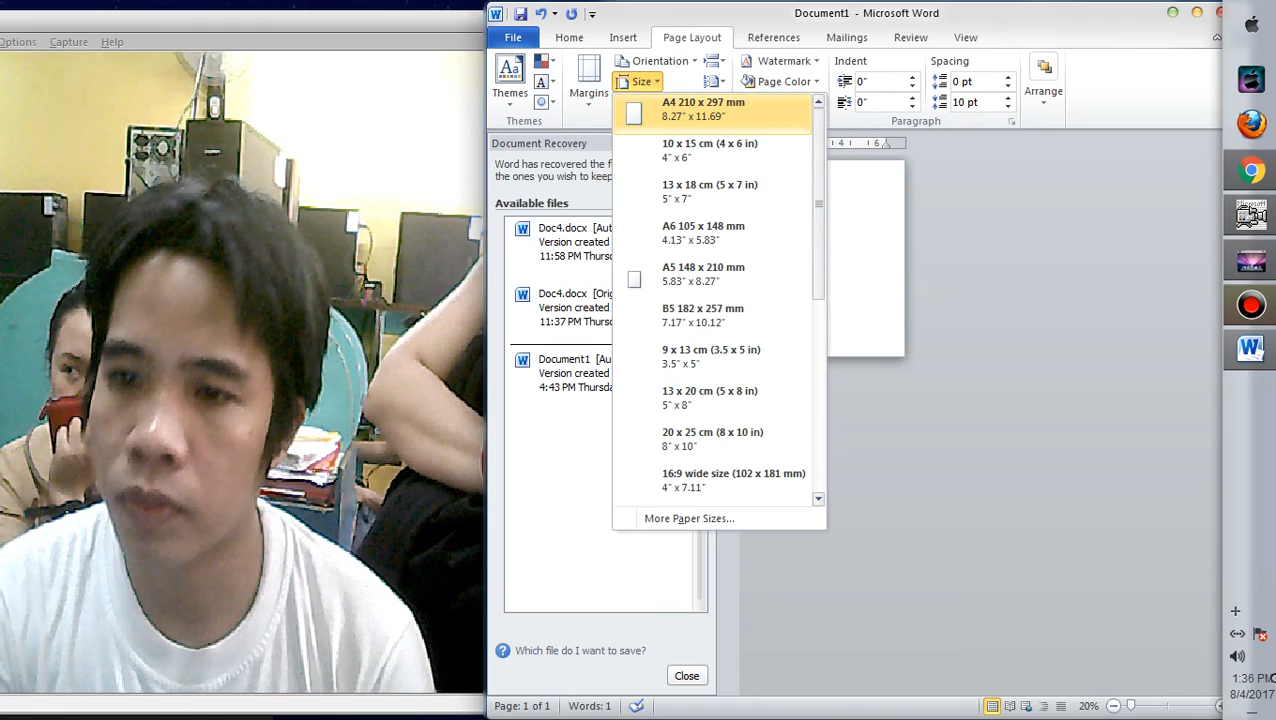 Options Capture Help
Document1 - Microsoft Word
File Home Insert Page Layout References Mailings Review View
Themes
Margins
Orientation
Size
Watermark
Page Color
Indent
0"
0"
Spacing
0 pt
10 pt
Arrange
Themes
Paragraph
Document Recovery
Word has recovered the
the ones you wish to keep
Available files
Doc4.docx
Version created
11:58 PM
Doc4.docx
Version created
11:37 PM
Document1
Version created
4:43 PM
A4 210 x 297 mm
8.27" x 11.69"
10 x 15 cm (4 x 6 in)
4" x 6"
13 x 18 cm (5 x 7 in)
5" x 7"
A6 105 x 148 mm
4.13" x 5.83"
A5 148 x 210 mm
5.83" x 8.27"
B5 182 x 257 mm
7.17" x 10.12"
9 x 13 cm (3.5 x 5 in)
3.5" x 5"
13 x 20 cm (5 x 8 in)
5" x 8"
20 x 25 cm (8 x 10 in)
8" x 10"
16:9 wide size (102 x 181 mm)
4" x 7.11"
More Paper Sizes...
4 6
Which file do I want to save?
Close
Page: 1 of 1 Words: 1
20%
1:36 PM
8/4/2017